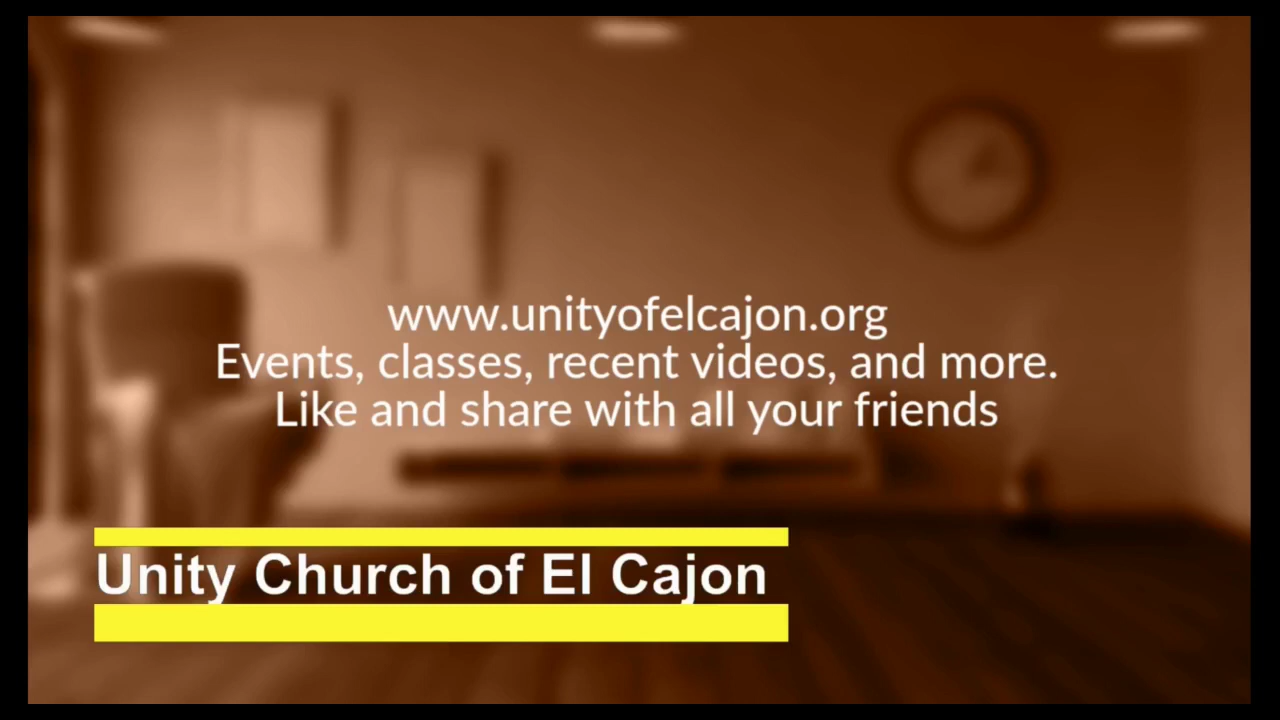 www.unityofelcajon.org
Events, classes, recent videos, and more.
Like and share with all your friends
Unity Church of El Cajon